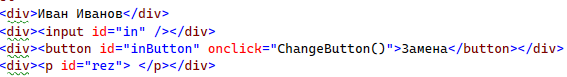 <div>Иван Иванов</div>
<div><input id="in" /></div>
<div><button id="inButton" onclick="ChangeButton()">Замена</button></div>
<div><p id="rez"> </p></div>